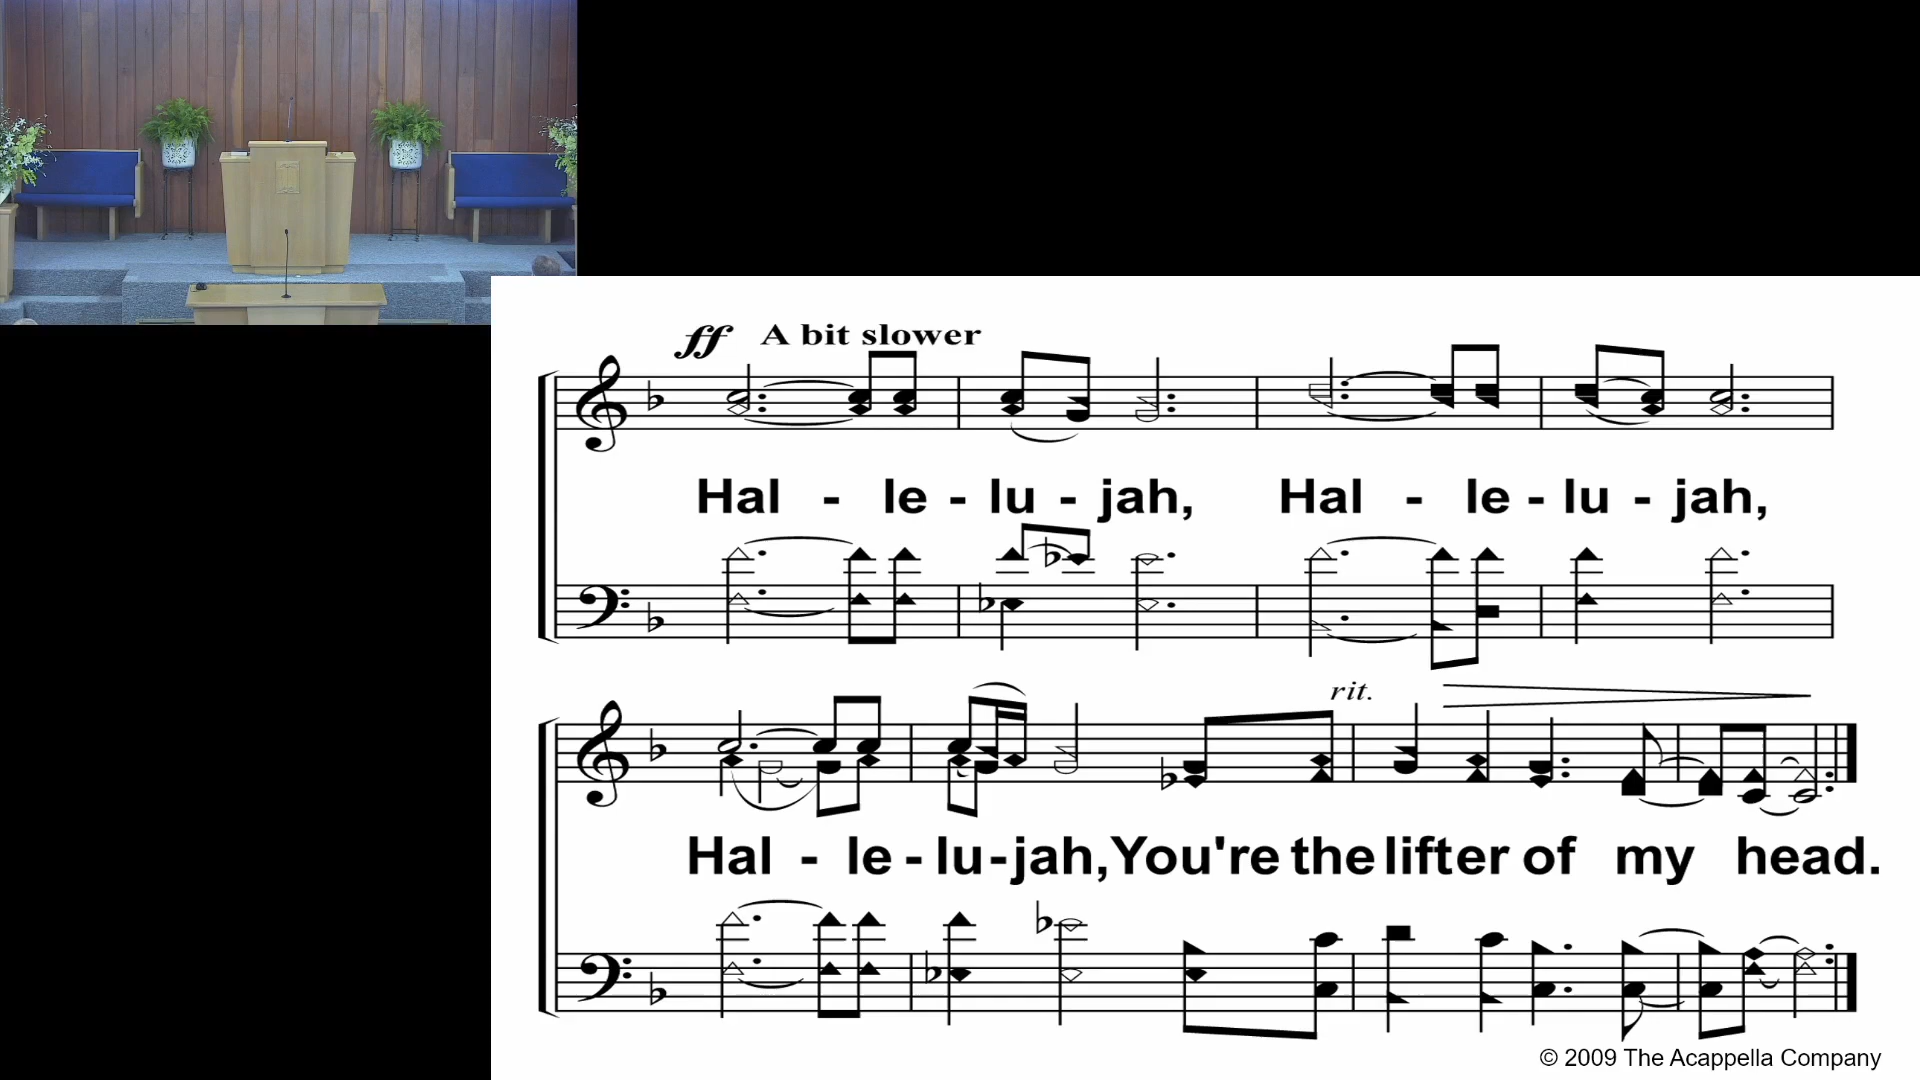 ff A bit slower
Hal - le - lu - jah, Hal - le - lu - jah,
rit.
Hal - le - lu - jah, You're the lifter of my head.
© 2009 The Acappella Company